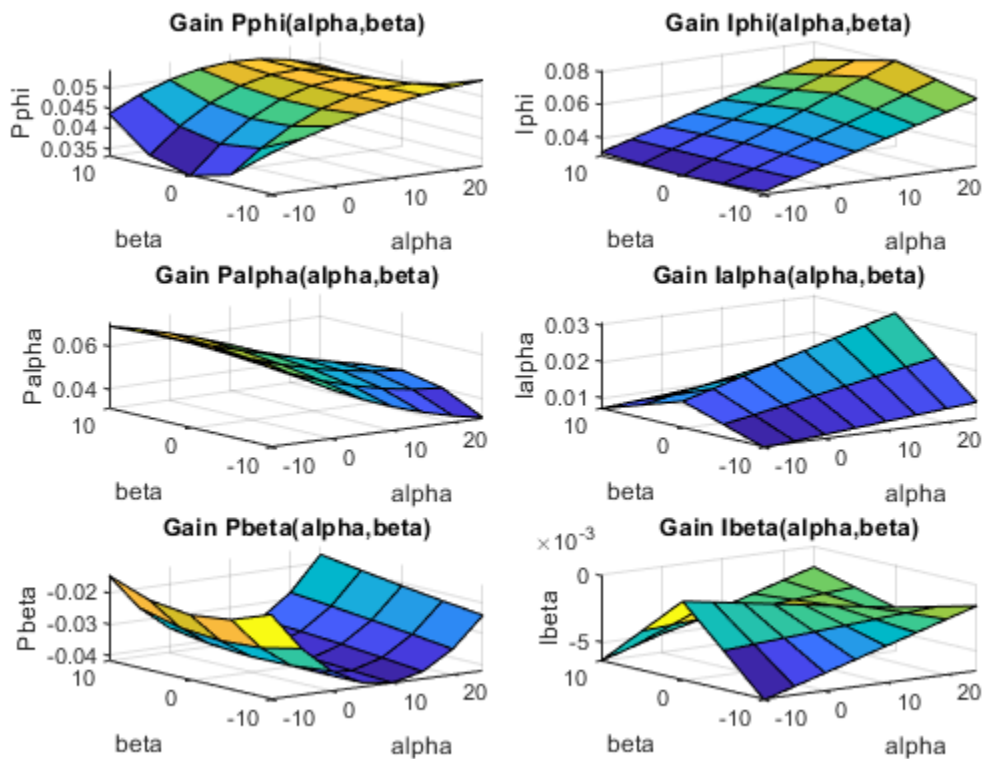 Gain Pphi(alpha,beta)
Pphi
0.05
0.045
0.04
0.035
10
0
-10
beta
-10
0
10
20
alpha
Gain Iphi(alpha,beta)
Iphi
0.08
0.06
0.04
10
0
-10
beta
-10
0
10
20
alpha
Gain Palpha(alpha,beta)
Palpha
0.06
0.04
10
0
-10
beta
-10
0
10
20
alpha
Gain Ialpha(alpha,beta)
Ialpha
0.03
0.02
0.01
10
0
-10
beta
-10
0
10
20
alpha
Gain Pbeta(alpha,beta)
Pbeta
-0.02
-0.03
-0.04
10
0
-10
beta
-10
0
10
20
alpha
Gain Ibeta(alpha,beta)
×10⁻³
Ibeta
0
-5
10
0
-10
beta
-10
0
10
20
alpha